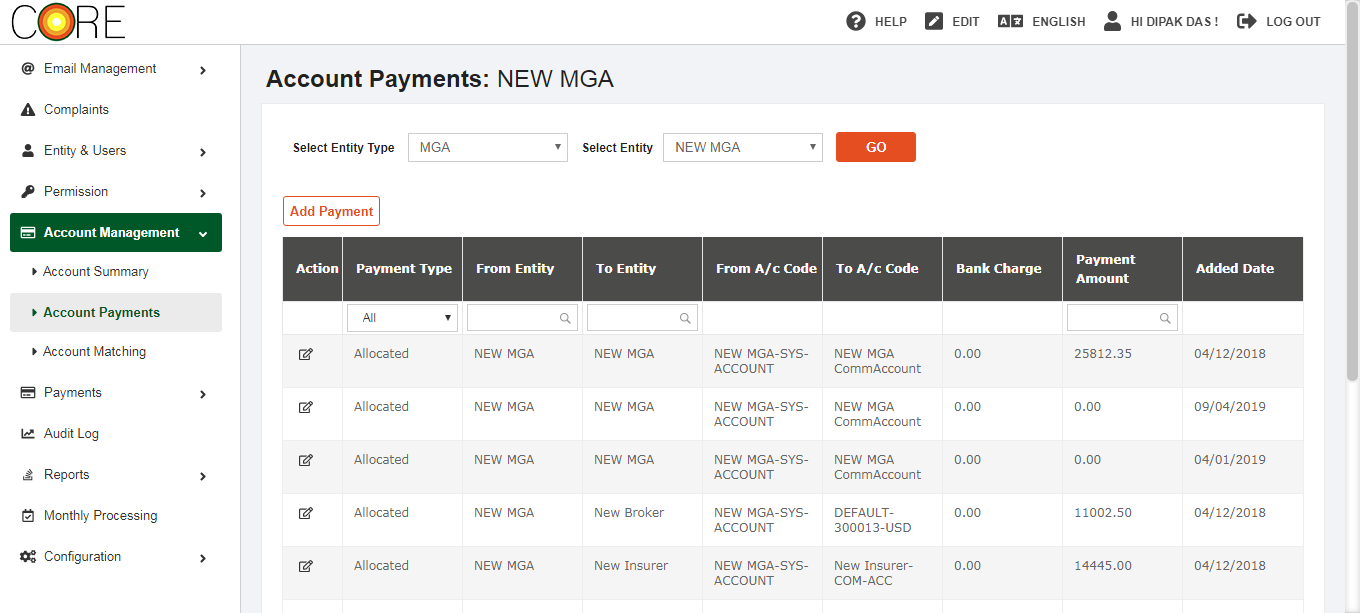 CORE
HELP EDIT ENGLISH HI DIPAK DAS ! LOG OUT
Email Management
Complaints
Entity & Users
Permission
Account Management
Account Summary
Account Payments
Account Matching
Payments
Audit Log
Reports
Monthly Processing
Configuration
Account Payments: NEW MGA
Select Entity Type MGA Select Entity NEW MGA GO
Add Payment
Action Payment Type From Entity To Entity From A/c Code To A/c Code Bank Charge Payment Amount Added Date
All
Allocated NEW MGA NEW MGA NEW MGA-SYS- NEW MGA 0.00 25812.35 04/12/2018
ACCOUNT CommAccount
Allocated NEW MGA NEW MGA NEW MGA-SYS- NEW MGA 0.00 0.00 09/04/2019
ACCOUNT CommAccount
Allocated NEW MGA NEW MGA NEW MGA-SYS- NEW MGA 0.00 0.00 04/01/2019
ACCOUNT CommAccount
Allocated NEW MGA New Broker NEW MGA-SYS- DEFAULT- 0.00 11002.50 04/12/2018
ACCOUNT 300013-USD
Allocated NEW MGA New Insurer NEW MGA-SYS- New Insurer- 0.00 14445.00 04/12/2018
ACCOUNT COM-ACC